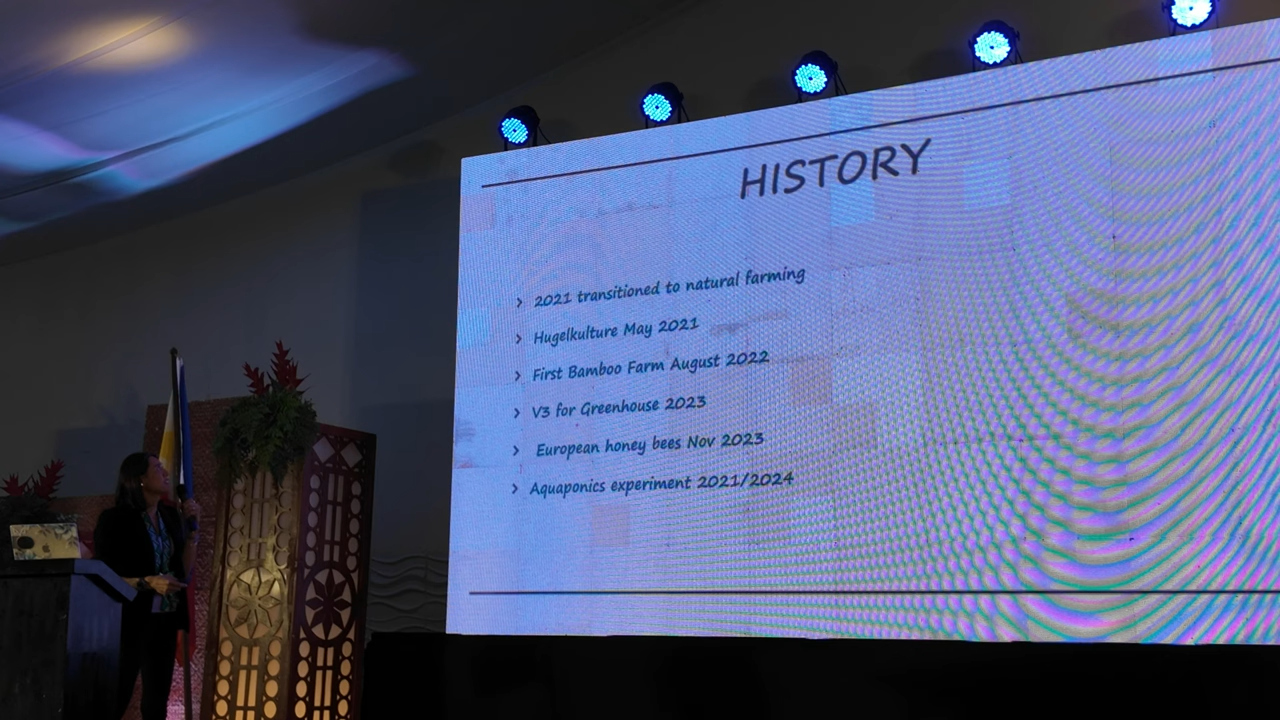 HISTORY
> 2021 transitioned to natural farming
> Hugelkulture May 2021
> First Bamboo Farm August 2022
> V3 for Greenhouse 2023
> European honey bees Nov 2023
> Aquaponics experiment 2021/2024